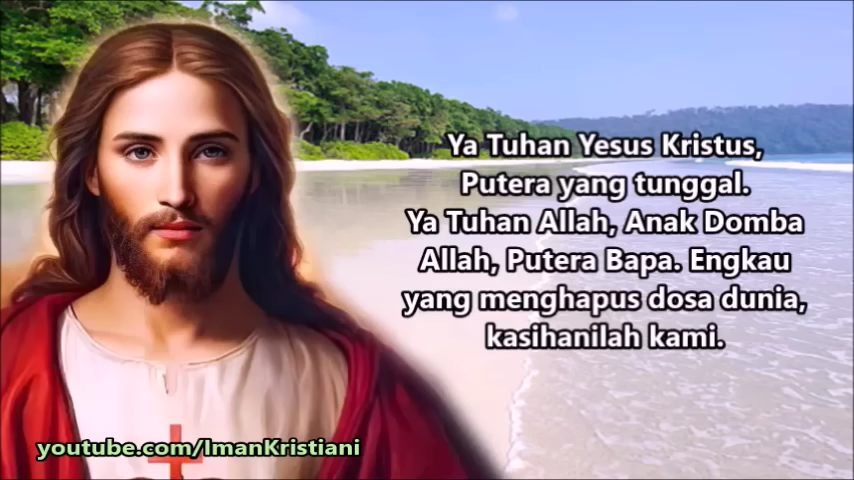 Ya Tuhan Yesus Kristus,
Putera yang tunggal.
Ya Tuhan Allah, Anak Domba
Allah, Putera Bapa. Engkau
yang menghapus dosa dunia,
kasihanilah kami.
youtube.com/ImanKristiani